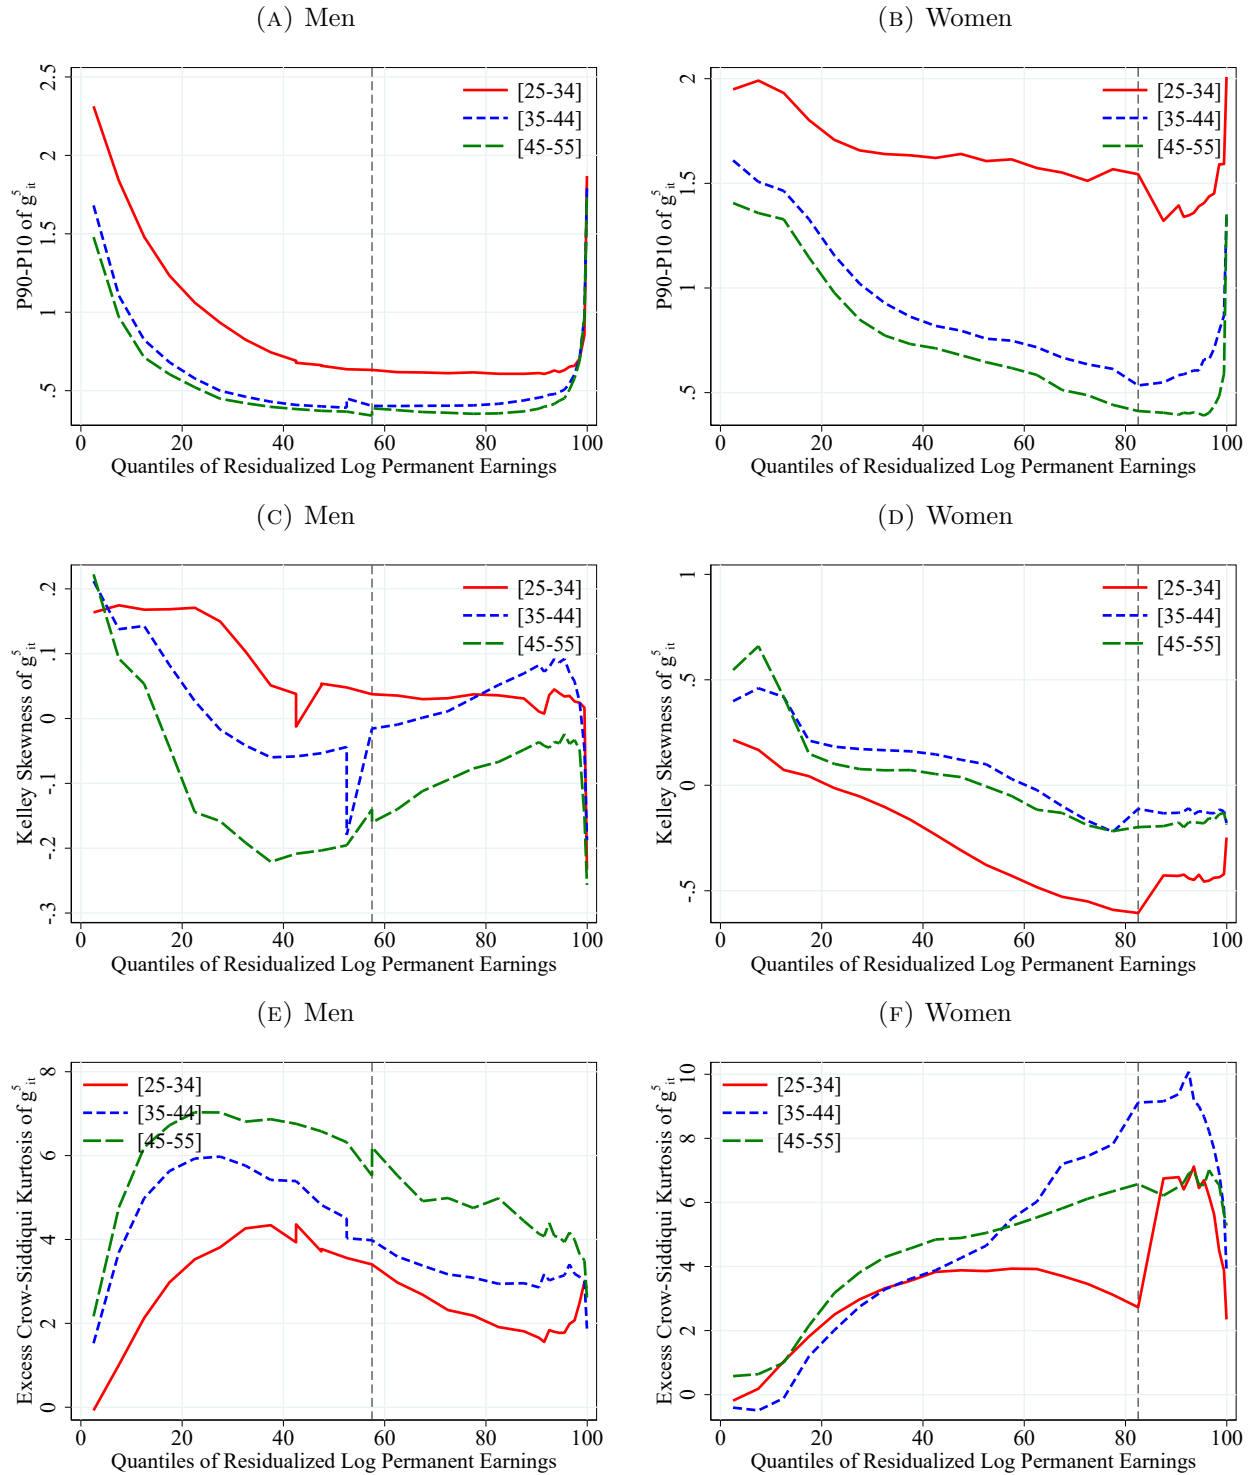 (A) Men
P90-P10 of g⁵ᵢₜ
2.5
2
1.5
1
.5
[25-34]
[35-44]
[45-55]
0 20 40 60 80 100
Quantiles of Residualized Log Permanent Earnings
(B) Women
P90-P10 of g⁵ᵢₜ
2
1.5
1
.5
[25-34]
[35-44]
[45-55]
0 20 40 60 80 100
Quantiles of Residualized Log Permanent Earnings
(C) Men
Kelley Skewness of g⁵ᵢₜ
.2
.1
0
-.1
-.2
-.3
[25-34]
[35-44]
[45-55]
0 20 40 60 80 100
Quantiles of Residualized Log Permanent Earnings
(D) Women
Kelley Skewness of g⁵ᵢₜ
1
.5
0
-.5
[25-34]
[35-44]
[45-55]
0 20 40 60 80 100
Quantiles of Residualized Log Permanent Earnings
(E) Men
Excess Crow-Siddiqui Kurtosis of g⁵ᵢₜ
8
6
4
2
0
[25-34]
[35-44]
[45-55]
0 20 40 60 80 100
Quantiles of Residualized Log Permanent Earnings
(F) Women
Excess Crow-Siddiqui Kurtosis of g⁵ᵢₜ
10
8
6
4
2
0
[25-34]
[35-44]
[45-55]
0 20 40 60 80 100
Quantiles of Residualized Log Permanent Earnings